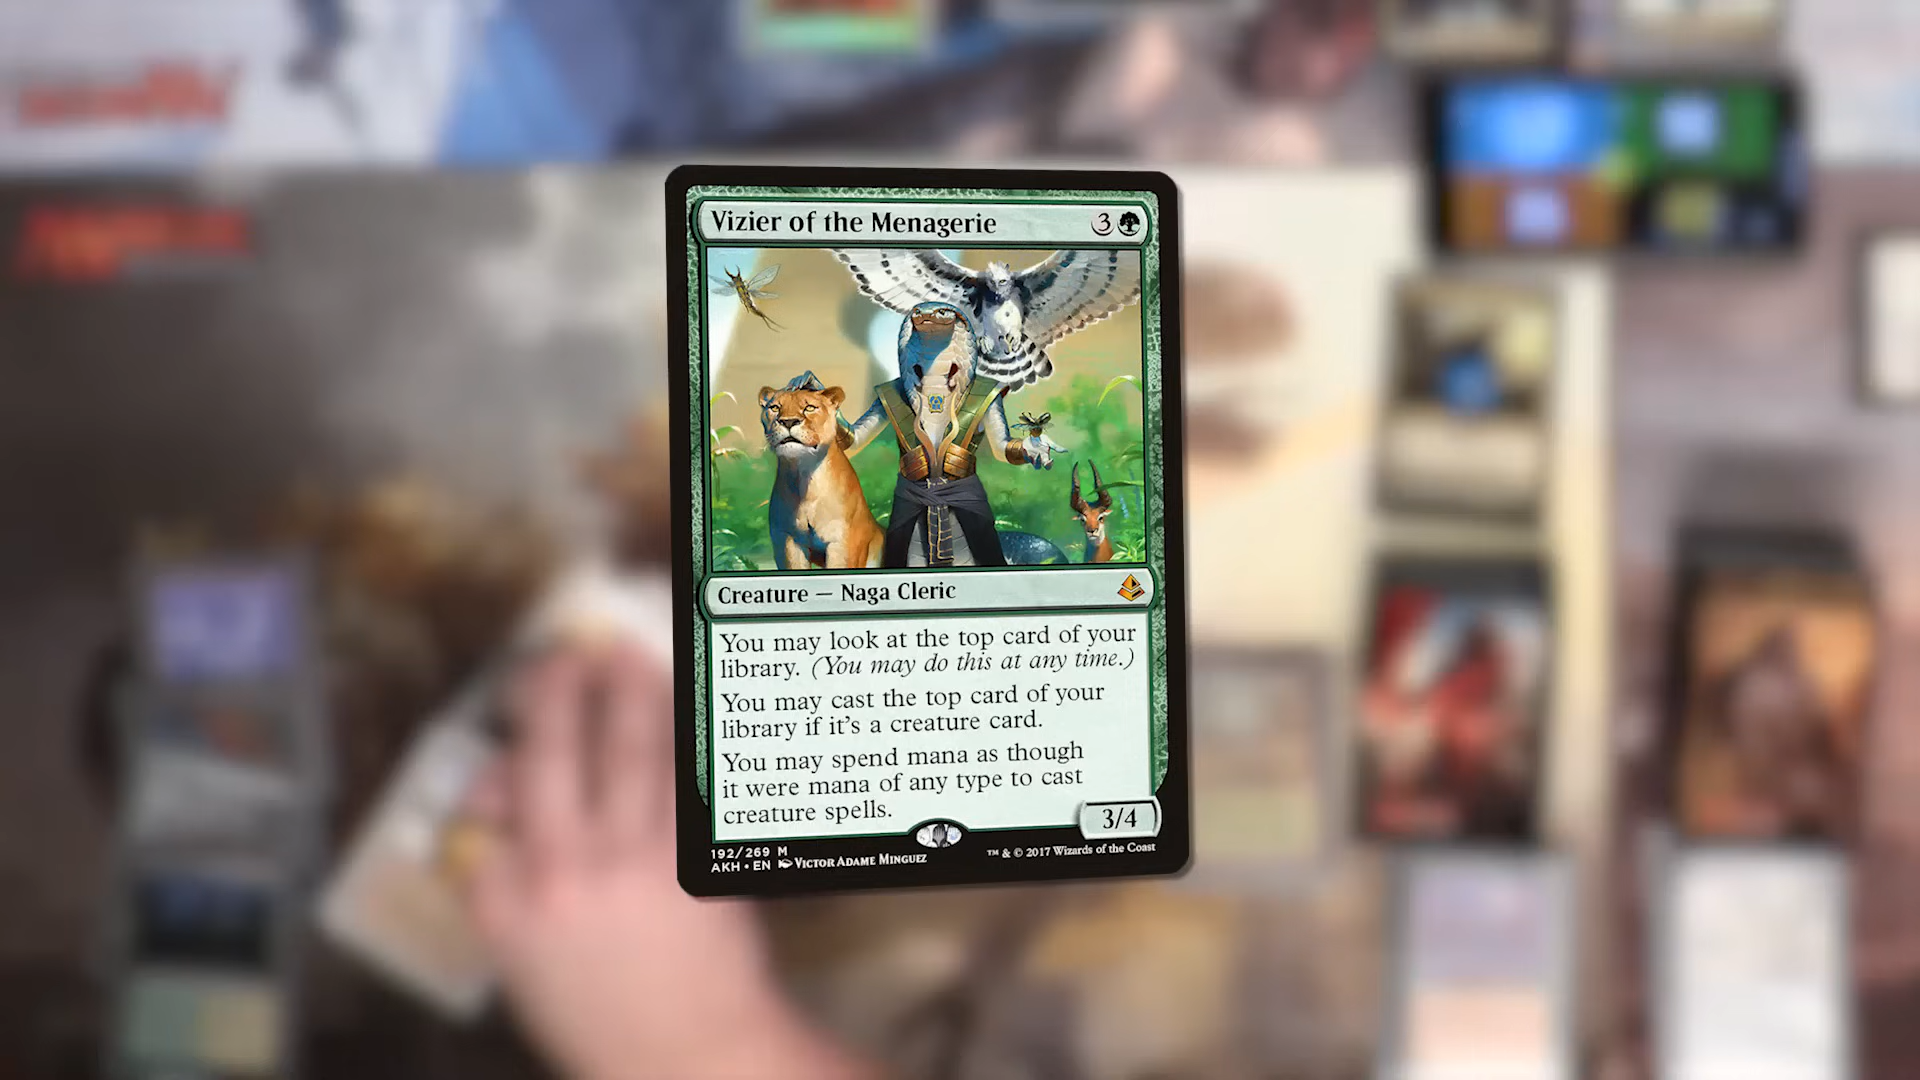 Vizier of the Menagerie 3
Creature — Naga Cleric
You may look at the top card of your
library. (You may do this at any time.)
You may cast the top card of your
library if it's a creature card.
You may spend mana as though
it were mana of any type to cast
creature spells.
3/4
192/269 M
AKH • EN Victor Adame Minguez
™ & © 2017 Wizards of the Coast